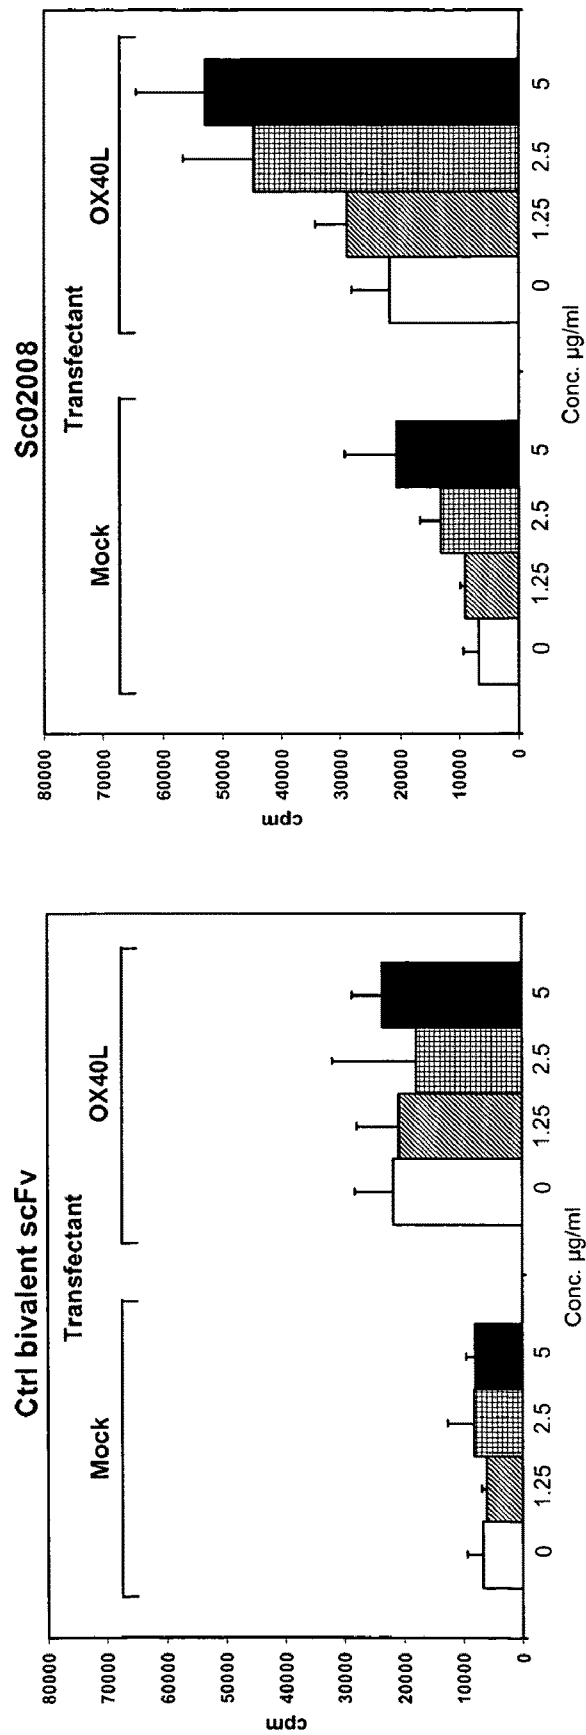 Ctrl bivalent scFv
Transfectant
Mock
OX40L
80000
70000
60000
50000
40000
30000
20000
10000
0
cpm
0 1.25 2.5 5 0 1.25 2.5 5
Conc. µg/ml
Sc02008
Transfectant
Mock
OX40L
80000
70000
60000
50000
40000
30000
20000
10000
0
cpm
0 1.25 2.5 5 0 1.25 2.5 5
Conc. µg/ml